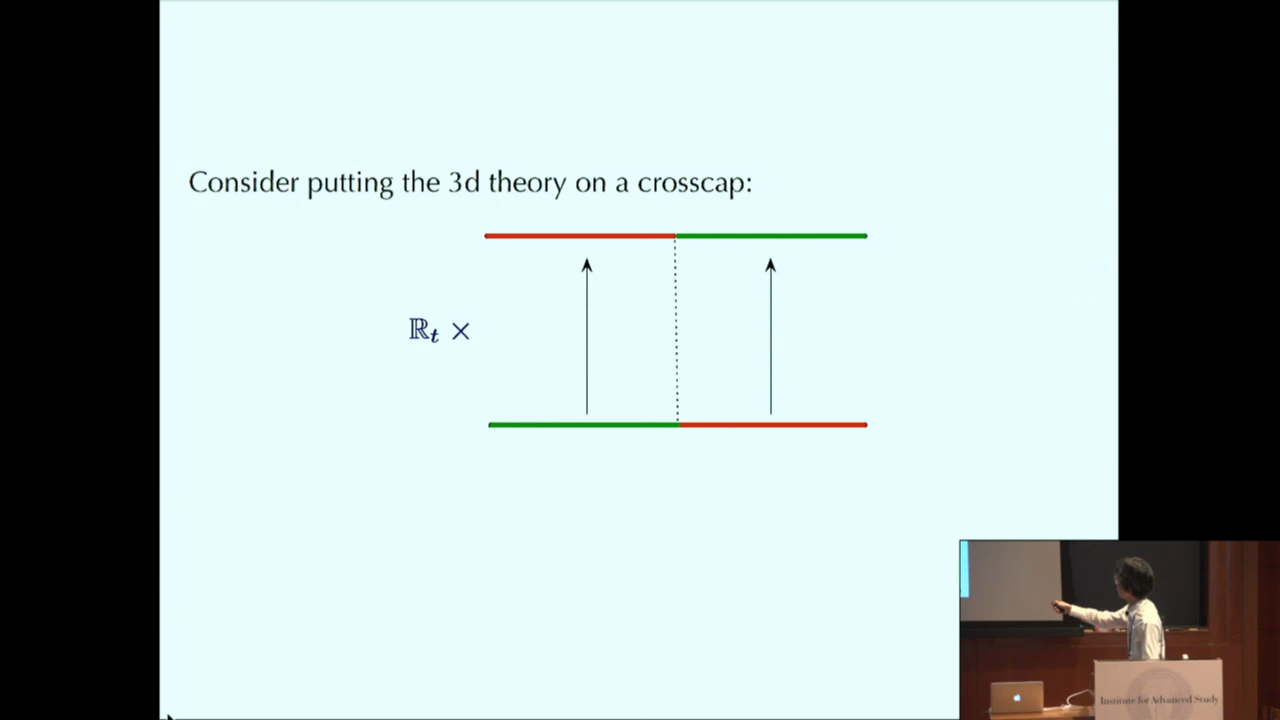 Consider putting the 3d theory on a crosscap:
ℝₜ ×
Institute for Advanced Study